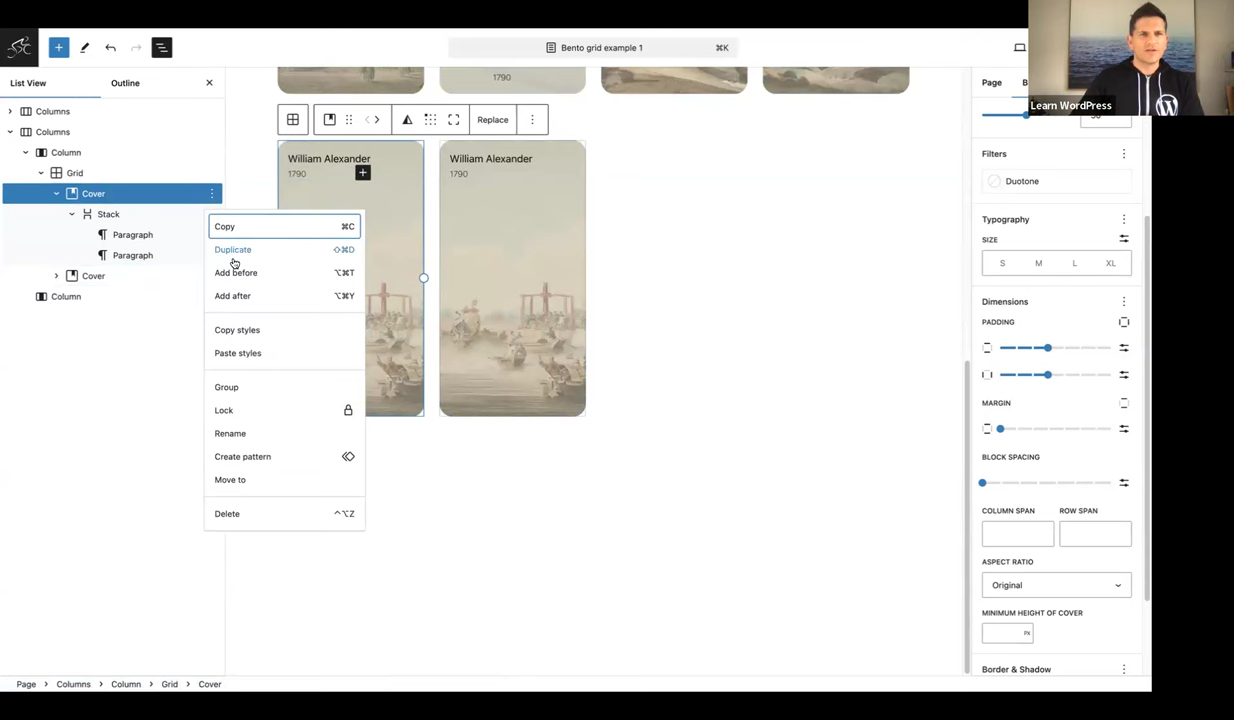 Bento grid example 1
⌘K
Learn WordPress
List View
Outline
Columns
Columns
Column
Grid
Cover
Stack
Paragraph
Paragraph
Cover
Column
Copy ⌘C
Duplicate ⇧⌘D
Add before ⌥⌘T
Add after ⌥⌘Y
Copy styles
Paste styles
Group
Lock
Rename
Create pattern
Move to
Delete ^⌥Z
1790
Replace
William Alexander
1790
William Alexander
1790
Page
Filters
Duotone
Typography
SIZE
S M L XL
Dimensions
PADDING
MARGIN
BLOCK SPACING
COLUMN SPAN ROW SPAN
ASPECT RATIO
Original
MINIMUM HEIGHT OF COVER
PX
Border & Shadow
Page > Columns > Column > Grid > Cover